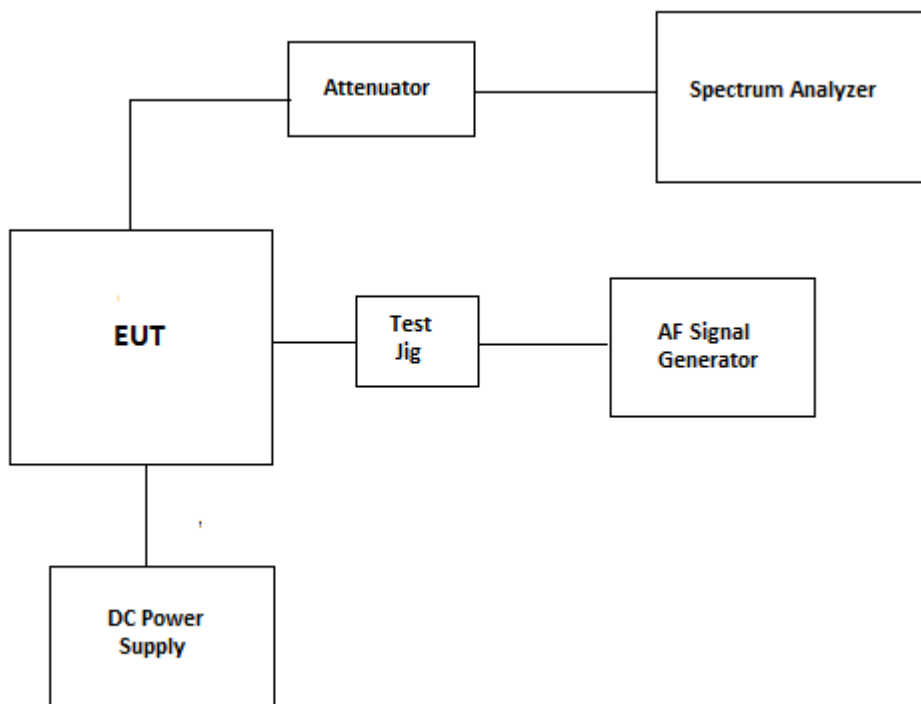 Attenuator
Spectrum Analyzer
EUT
Test
Jig
AF Signal
Generator
DC Power
Supply